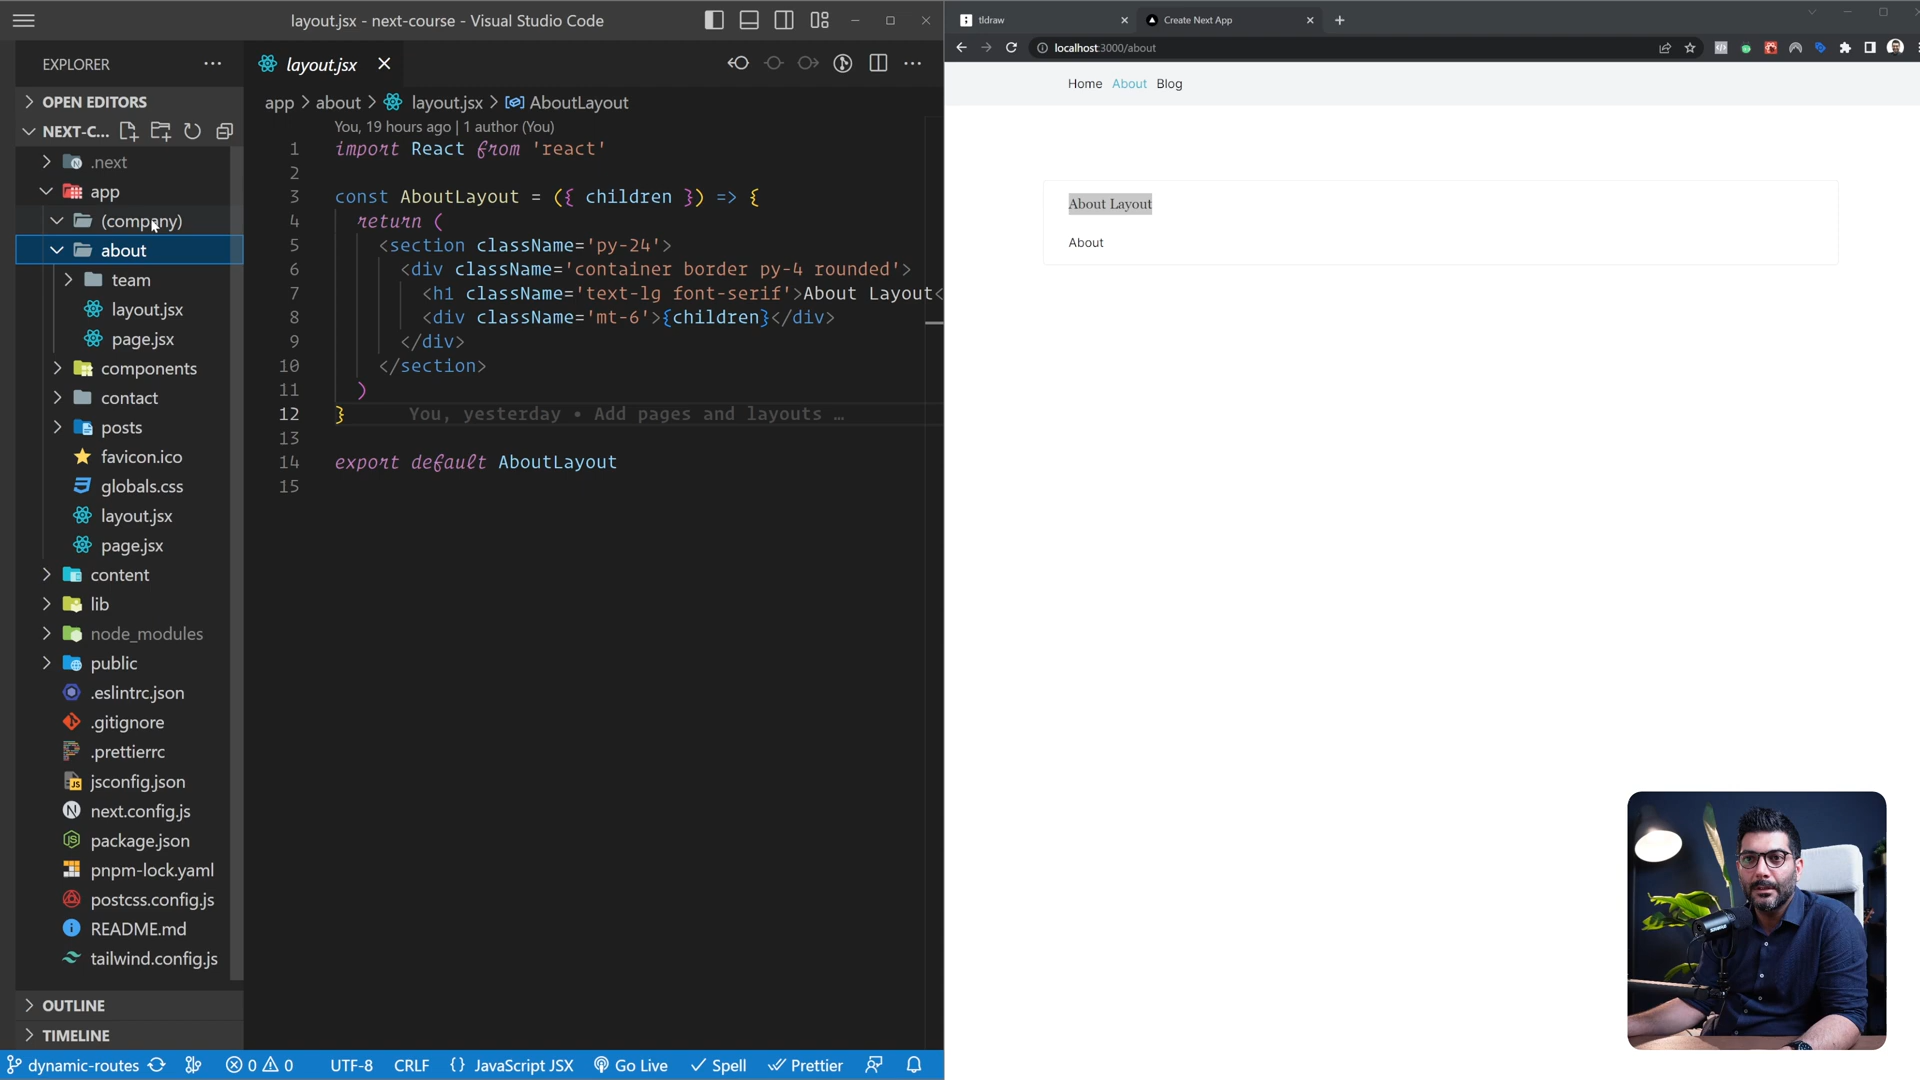 layout.jsx - next-course - Visual Studio Code
EXPLORER
OPEN EDITORS
NEXT-C...
.next
app
(company)
about
team
layout.jsx
page.jsx
components
contact
posts
favicon.ico
globals.css
layout.jsx
page.jsx
content
lib
node_modules
public
.eslintrc.json
.gitignore
.prettierrc
jsconfig.json
next.config.js
package.json
pnpm-lock.yaml
postcss.config.js
README.md
tailwind.config.js
OUTLINE
TIMELINE
layout.jsx
app > about > layout.jsx > AboutLayout
You, 19 hours ago | 1 author (You)
1 import React from 'react'
2
3 const AboutLayout = ({ children }) => {
4 return (
5 <section className='py-24'>
6 <div className='container border py-4 rounded'>
7 <h1 className='text-lg font-serif'>About Layout<
8 <div className='mt-6'>{children}</div>
9 </div>
10 </section>
11 )
12 } You, yesterday • Add pages and layouts …
13
14 export default AboutLayout
15
dynamic-routes 0 0 UTF-8 CRLF {} JavaScript JSX Go Live Spell Prettier
tldraw
Create Next App
localhost:3000/about
Home About Blog
About Layout
About